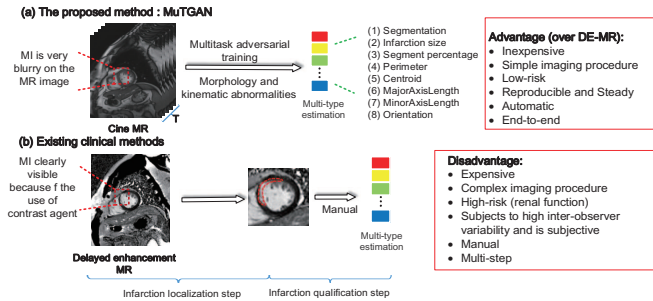 (a) The proposed method : MuTGAN
MI is very
blurry on the
MR image
Cine MR
T
Multitask adversarial
training
Morphology and
kinematic abnormalities
Multi-type
estimation
(1) Segmentation
(2) Infarction size
(3) Segment percentage
(4) Perimeter
(5) Centroid
(6) MajorAxisLength
(7) MinorAxisLength
(8) Orientation
Advantage (over DE-MR):
• Inexpensive
• Simple imaging procedure
• Low-risk
• Reproducible and Steady
• Automatic
• End-to-end
(b) Existing clinical methods
MI clearly
visible
because f the
use of
contrast agent
Delayed enhancement
MR
Manual
Multi-type
estimation
Infarction localization step
Infarction qualification step
Disadvantage:
• Expensive
• Complex imaging procedure
• High-risk (renal function)
• Subjects to high inter-observer
variability and is subjective
• Manual
• Multi-step